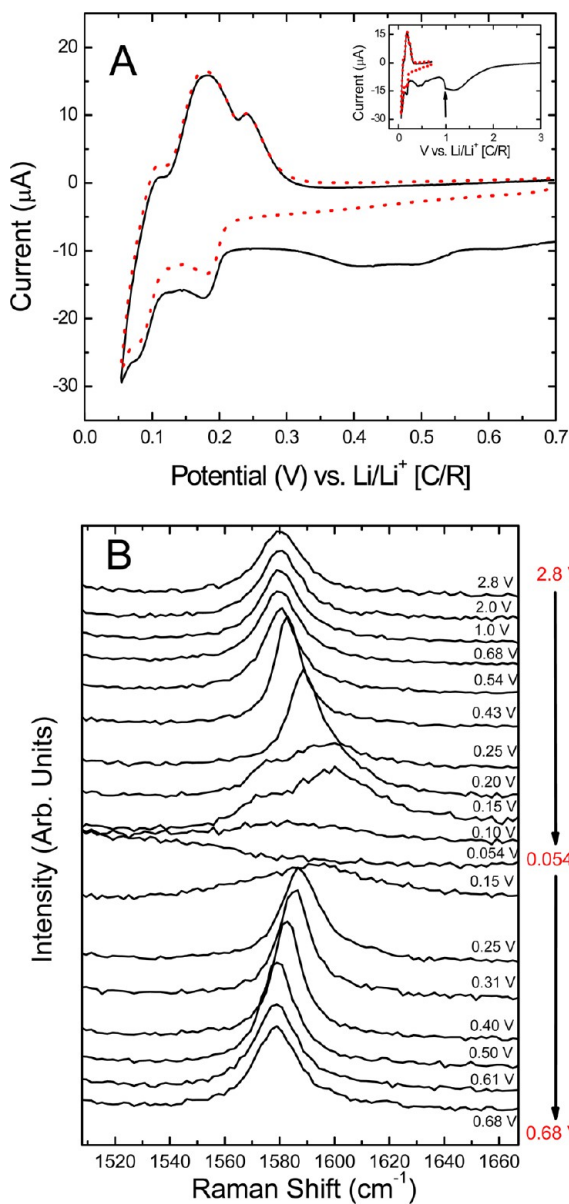 A
20
10
0
-10
-20
-30
Current (μA)
0.0 0.1 0.2 0.3 0.4 0.5 0.6 0.7
Potential (V) vs. Li/Li⁺ [C/R]
15
0
-15
-30
Current (μA)
0 1 2 3
V vs. Li/Li⁺ [C/R]
B
Intensity (Arb. Units)
2.8 V
2.0 V
1.0 V
0.68 V
0.54 V
0.43 V
0.25 V
0.20 V
0.15 V
0.10 V
0.054 V
0.15 V
0.25 V
0.31 V
0.40 V
0.50 V
0.61 V
0.68 V
2.8 V
0.054
0.68 V
1520 1540 1560 1580 1600 1620 1640 1660
Raman Shift (cm⁻¹)